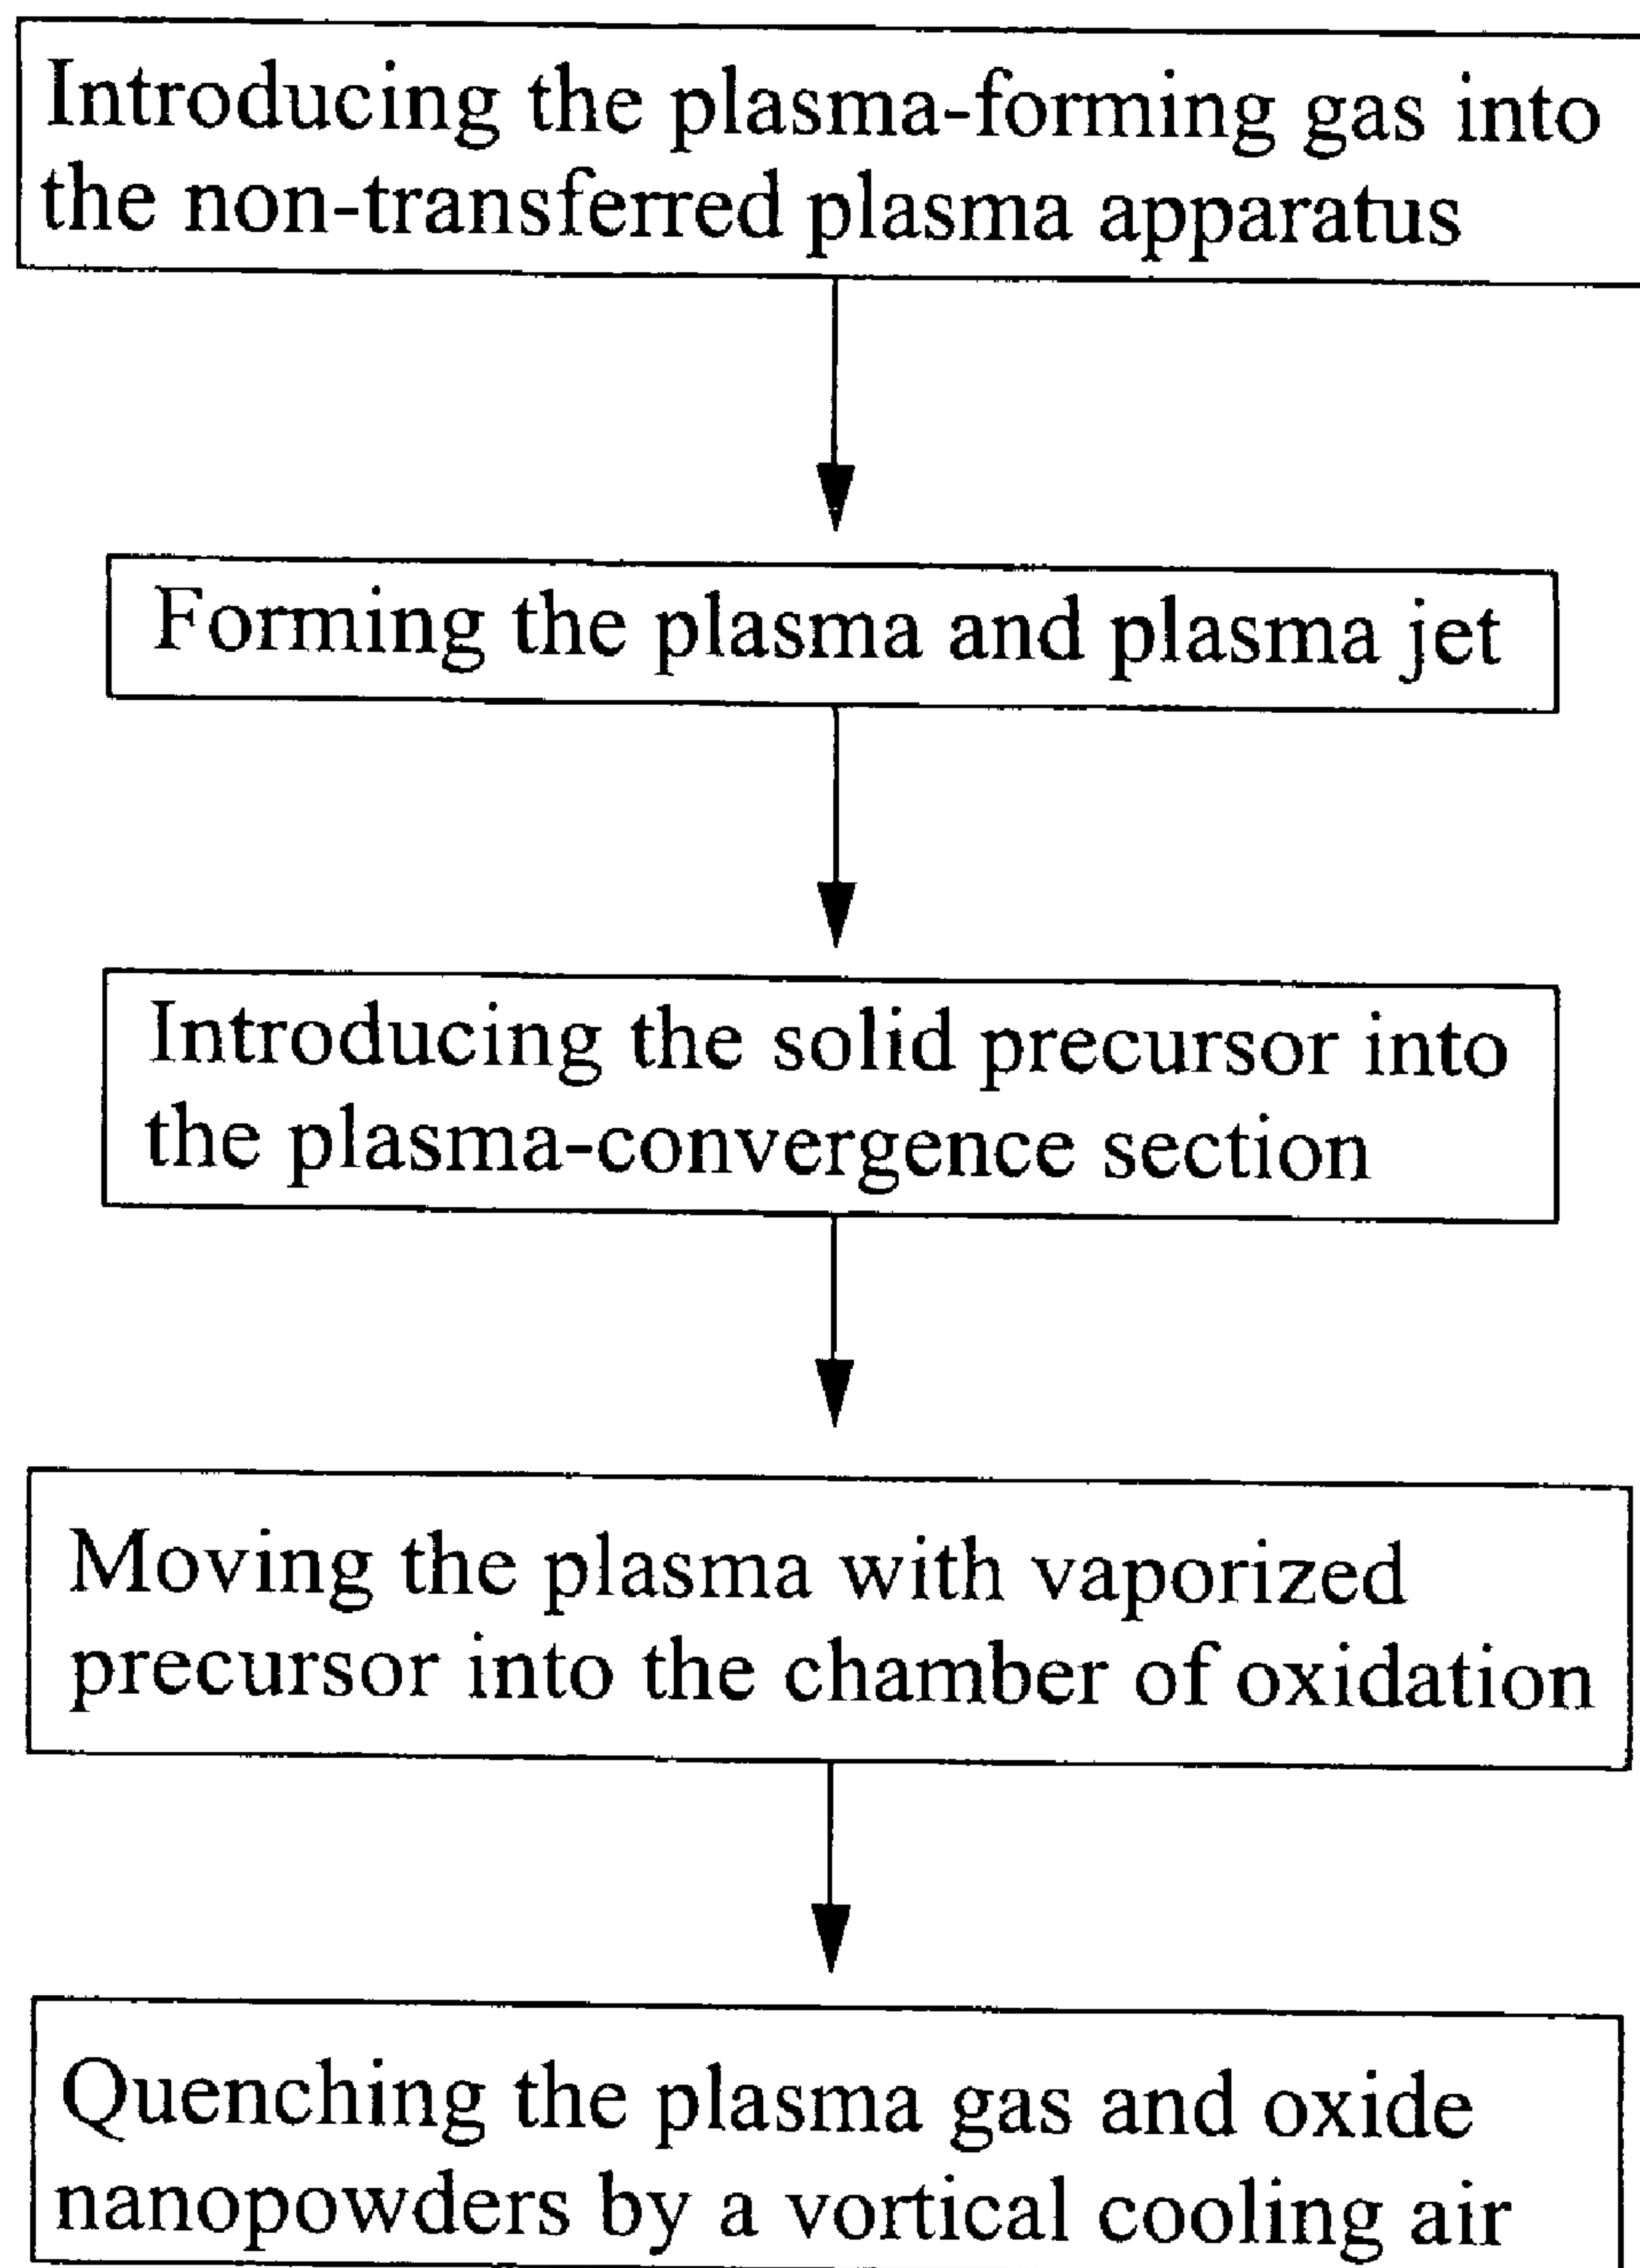 Introducing the plasma-forming gas into
the non-transferred plasma apparatus
Forming the plasma and plasma jet
Introducing the solid precursor into
the plasma-convergence section
Moving the plasma with vaporized
precursor into the chamber of oxidation
Quenching the plasma gas and oxide
nanopowders by a vortical cooling air